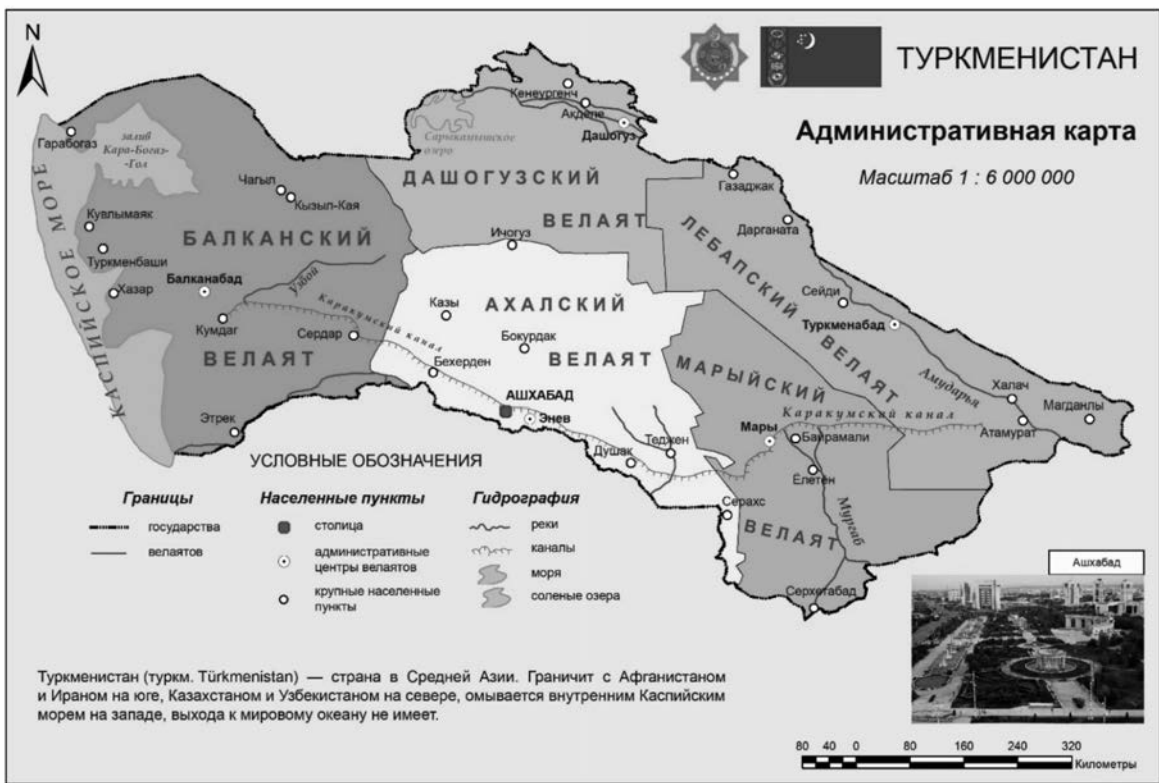 N
ТУРКМЕНИСТАН
Административная карта
Масштаб 1 : 6 000 000
Кенеургенч
Акдепе
Дашогуз
Сарыкамышское
озеро
залив
Кара-Богаз-
-Гол
Гарабогаз
КАСПИЙСКОЕ МОРЕ
ДАШОГУЗСКИЙ
ВЕЛАЯТ
Газаджак
Чагыл
Кызыл-Кая
Дарганата
Кувлымаяк
БАЛКАНСКИЙ
ВЕЛАЯТ
Ичогуз
ЛЕБАПСКИЙ ВЕЛАЯТ
Туркменбаши
Хазар
Балканабад
Узбой
Каракумский канал
Казы
АХАЛСКИЙ
ВЕЛАЯТ
Сейди
Туркменабад
Кумдаг
Сердар
Бокурдак
Бехерден
МАРЫЙСКИЙ
ВЕЛАЯТ
Амударья
Халач
Магданлы
Атамурат
Каракумский канал
АШХАБАД
Энев
Этрек
Теджен
Душак
Мары
Байрамали
Ёлетен
Мургаб
Серахс
Серхетабад
УСЛОВНЫЕ ОБОЗНАЧЕНИЯ
Границы
государства
велаятов
Населенные пункты
столица
административные
центры велаятов
крупные населенные
пункты
Гидрография
реки
каналы
моря
соленые озера
Ашхабад
Туркменистан (туркм. Türkmenistan) — страна в Средней Азии. Граничит с Афганистаном
и Ираном на юге, Казахстаном и Узбекистаном на севере, омывается внутренним Каспийским
морем на западе, выхода к мировому океану не имеет.
80 40 0 80 160 240 320
Километры